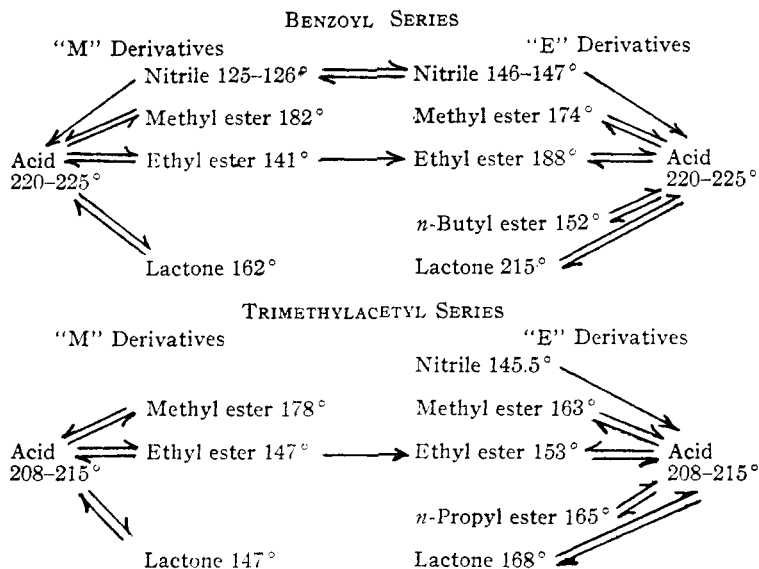 BENZOYL SERIES
"M" Derivatives "E" Derivatives
Nitrile 125–126° Nitrile 146–147°
Methyl ester 182° Methyl ester 174°
Acid Ethyl ester 141° Ethyl ester 188° Acid
220–225° 220–225°
n-Butyl ester 152°
Lactone 162° Lactone 215°
TRIMETHYLACETYL SERIES
"M" Derivatives "E" Derivatives
Nitrile 145.5°
Methyl ester 178° Methyl ester 163°
Acid Ethyl ester 147° Ethyl ester 153° Acid
208–215° 208–215°
n-Propyl ester 165°
Lactone 147° Lactone 168°